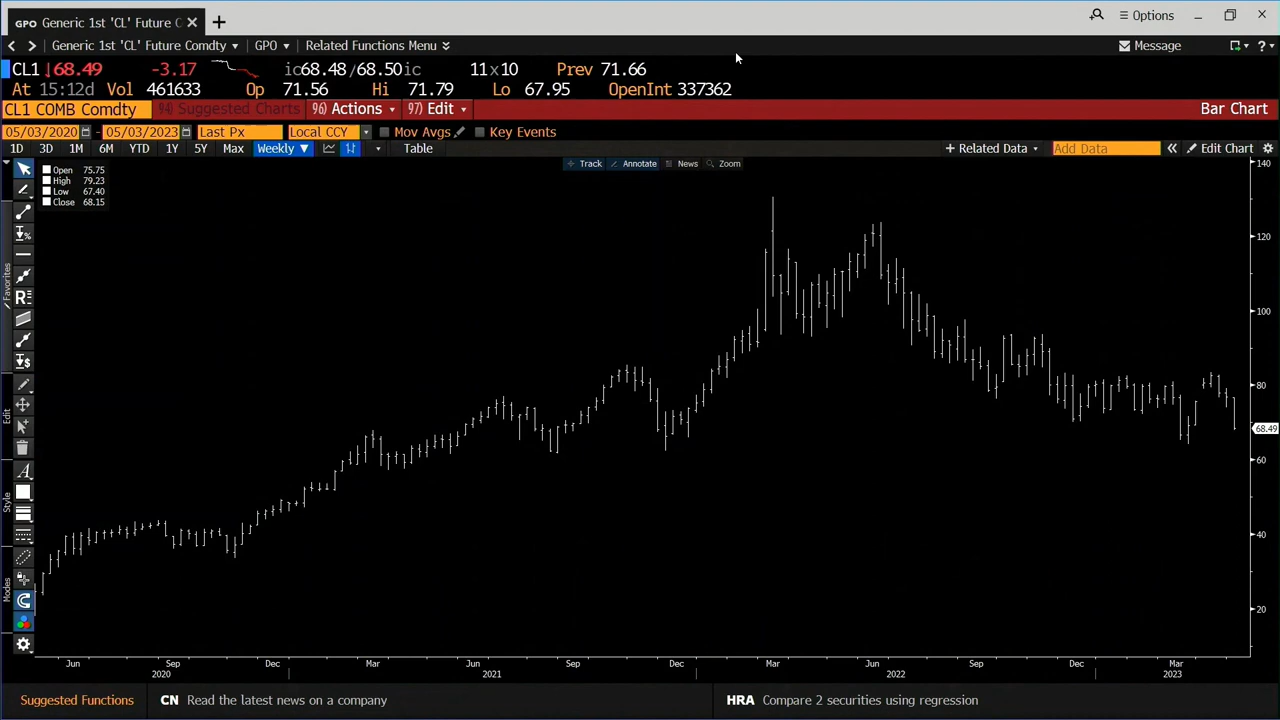 GPO Generic 1st 'CL' Future C
Options
Generic 1st 'CL' Future Comdty GPO Related Functions Menu Message
CL1 ↓68.49 -3.17 ic68.48/68.50ic 11x10 Prev 71.66
At 15:12d Vol 461633 Op 71.56 Hi 71.79 Lo 67.95 OpenInt 337362
CL1 COMB Comdty 94) Suggested Charts 96) Actions 97) Edit Bar Chart
05/03/2020 - 05/03/2023 Last Px Local CCY Mov Avgs Key Events
1D 3D 1M 6M YTD 1Y 5Y Max Weekly ▼ Table + Related Data Add Data « Edit Chart
Track Annotate News Zoom
Open 75.75
High 79.23
Low 67.40
Close 68.15
Favorites
Edit
Style
Modes
140
120
100
80
68.49
60
40
20
Jun Sep Dec Mar Jun Sep Dec Mar Jun Sep Dec Mar
2020 2021 2022 2023
Suggested Functions CN Read the latest news on a company HRA Compare 2 securities using regression